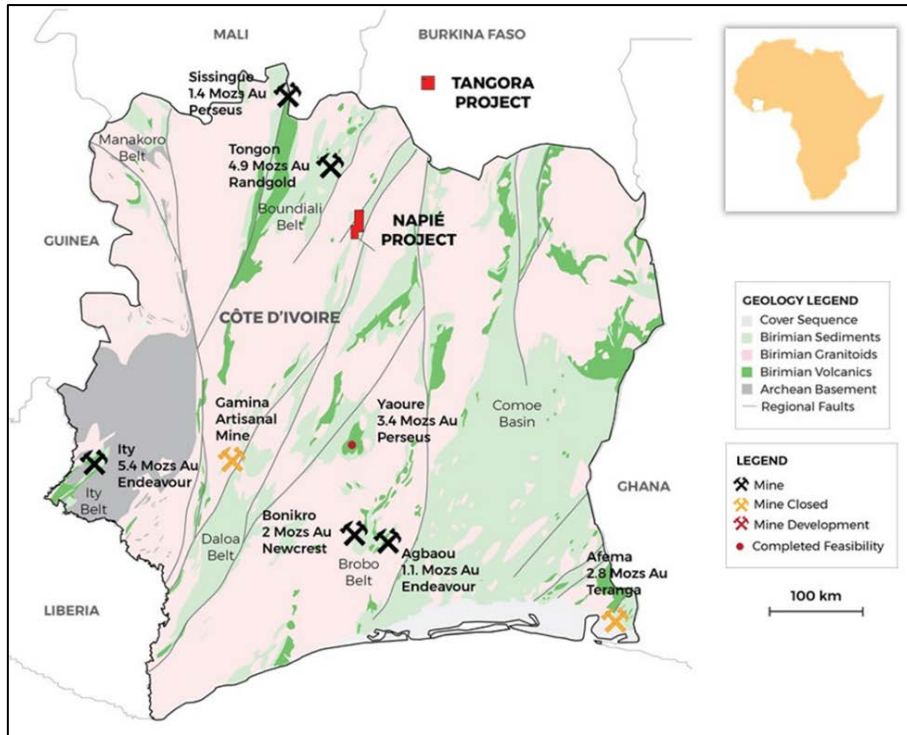 MALI
BURKINA FASO
Sissingue
1.4 Mozs Au
Perseus
TANGORA
PROJECT
Manakoro
Belt
Tongon
4.9 Mozs Au
Randgold
Boundiali
Belt
GUINEA
NAPIÉ
PROJECT
CÔTE D'IVOIRE
Gamina
Artisanal
Mine
Yaoure
3.4 Mozs Au
Perseus
Comoe
Basin
Ity
5.4 Mozs Au
Endeavour
Ity
Belt
GHANA
Daloa
Belt
Bonikro
2 Mozs Au
Newcrest
Brobo
Belt
Agbaou
1.1. Mozs Au
Endeavour
Afema
2.8 Mozs Au
Teranga
LIBERIA
GEOLOGY LEGEND
Cover Sequence
Birimian Sediments
Birimian Granitoids
Birimian Volcanics
Archean Basement
Regional Faults
LEGEND
Mine
Mine Closed
Mine Development
Completed Feasibility
100 km